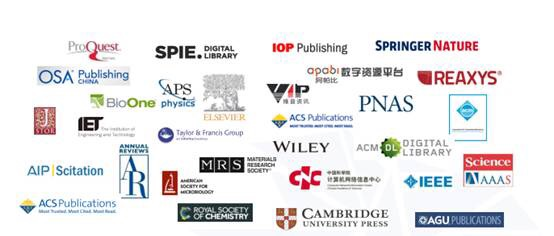 ProQuest
SPIE. DIGITAL
LIBRARY
IOP Publishing
SPRINGER NATURE
OSA Publishing
CHINA
APS
physics
ELSEVIER
apabi 数字资源平台
阿帕比
REAXYS
BioOne
VIP
维普资讯
PNAS
JSTOR
IET The Institution of
Engineering and Technology
Taylor & Francis Group
ACS Publications
MOST TRUSTED. MOST CITED. MOST READ.
WILEY
ACM DL DIGITAL
LIBRARY
AIP Scitation
ANNUAL
REVIEWS
AR
MRS MATERIALS
RESEARCH
SOCIETY
AMERICAN
SOCIETY FOR
MICROBIOLOGY
CNC 中国科学院
计算机网络信息中心
IEEE
Science
AAAS
ACS Publications
Most Trusted. Most Cited. Most Read.
ROYAL SOCIETY
OF CHEMISTRY
CAMBRIDGE
UNIVERSITY PRESS
AGU PUBLICATIONS